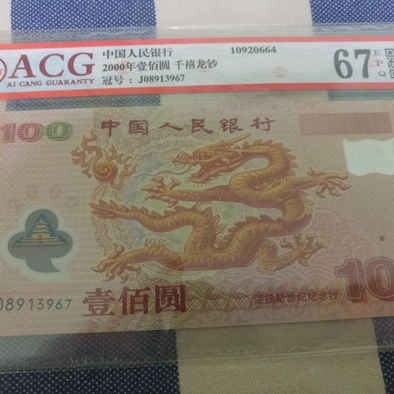 ACG
AI CANG GUARANTY
中国人民银行 10920664
2000年壹佰圆 千禧龙钞
冠号：J08913967
67 EPQ
100
中国人民银行
J08913967
壹佰圆
迎接新世纪纪念钞
10